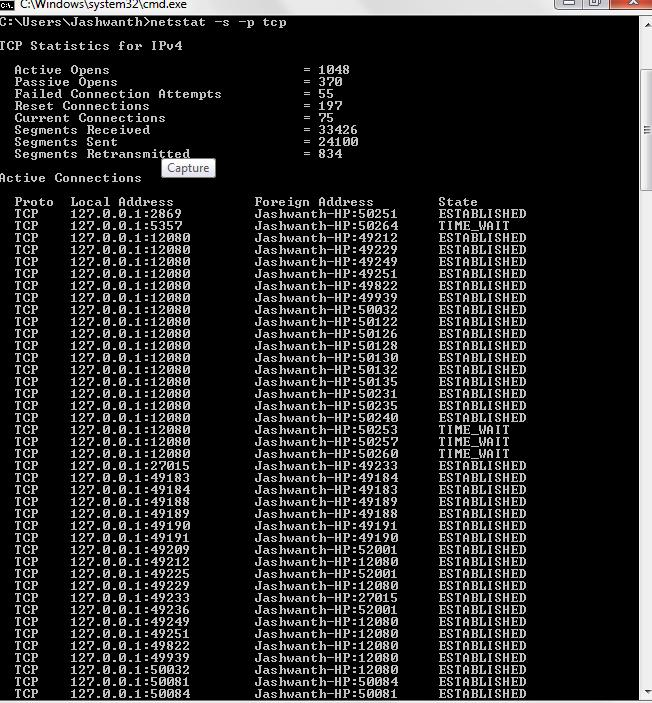 C:\Windows\system32\cmd.exe
C:\Users\Jashwanth>netstat -s -p tcp
TCP Statistics for IPv4
Active Opens = 1048
Passive Opens = 370
Failed Connection Attempts = 55
Reset Connections = 197
Current Connections = 75
Segments Received = 33426
Segments Sent = 24100
Segments Retransmitted = 834
Capture
Active Connections
Proto Local Address Foreign Address State
TCP 127.0.0.1:2869 Jashwanth-HP:50251 ESTABLISHED
TCP 127.0.0.1:5357 Jashwanth-HP:50264 TIME_WAIT
TCP 127.0.0.1:12080 Jashwanth-HP:49212 ESTABLISHED
TCP 127.0.0.1:12080 Jashwanth-HP:49229 ESTABLISHED
TCP 127.0.0.1:12080 Jashwanth-HP:49249 ESTABLISHED
TCP 127.0.0.1:12080 Jashwanth-HP:49251 ESTABLISHED
TCP 127.0.0.1:12080 Jashwanth-HP:49822 ESTABLISHED
TCP 127.0.0.1:12080 Jashwanth-HP:49939 ESTABLISHED
TCP 127.0.0.1:12080 Jashwanth-HP:50032 ESTABLISHED
TCP 127.0.0.1:12080 Jashwanth-HP:50122 ESTABLISHED
TCP 127.0.0.1:12080 Jashwanth-HP:50126 ESTABLISHED
TCP 127.0.0.1:12080 Jashwanth-HP:50128 ESTABLISHED
TCP 127.0.0.1:12080 Jashwanth-HP:50130 ESTABLISHED
TCP 127.0.0.1:12080 Jashwanth-HP:50132 ESTABLISHED
TCP 127.0.0.1:12080 Jashwanth-HP:50135 ESTABLISHED
TCP 127.0.0.1:12080 Jashwanth-HP:50231 ESTABLISHED
TCP 127.0.0.1:12080 Jashwanth-HP:50235 ESTABLISHED
TCP 127.0.0.1:12080 Jashwanth-HP:50240 ESTABLISHED
TCP 127.0.0.1:12080 Jashwanth-HP:50253 TIME_WAIT
TCP 127.0.0.1:12080 Jashwanth-HP:50257 TIME_WAIT
TCP 127.0.0.1:12080 Jashwanth-HP:50260 TIME_WAIT
TCP 127.0.0.1:27015 Jashwanth-HP:49233 ESTABLISHED
TCP 127.0.0.1:49183 Jashwanth-HP:49184 ESTABLISHED
TCP 127.0.0.1:49184 Jashwanth-HP:49183 ESTABLISHED
TCP 127.0.0.1:49188 Jashwanth-HP:49189 ESTABLISHED
TCP 127.0.0.1:49189 Jashwanth-HP:49188 ESTABLISHED
TCP 127.0.0.1:49190 Jashwanth-HP:49191 ESTABLISHED
TCP 127.0.0.1:49191 Jashwanth-HP:49190 ESTABLISHED
TCP 127.0.0.1:49209 Jashwanth-HP:52001 ESTABLISHED
TCP 127.0.0.1:49212 Jashwanth-HP:12080 ESTABLISHED
TCP 127.0.0.1:49225 Jashwanth-HP:52001 ESTABLISHED
TCP 127.0.0.1:49229 Jashwanth-HP:12080 ESTABLISHED
TCP 127.0.0.1:49233 Jashwanth-HP:27015 ESTABLISHED
TCP 127.0.0.1:49236 Jashwanth-HP:52001 ESTABLISHED
TCP 127.0.0.1:49249 Jashwanth-HP:12080 ESTABLISHED
TCP 127.0.0.1:49251 Jashwanth-HP:12080 ESTABLISHED
TCP 127.0.0.1:49822 Jashwanth-HP:12080 ESTABLISHED
TCP 127.0.0.1:49939 Jashwanth-HP:12080 ESTABLISHED
TCP 127.0.0.1:50032 Jashwanth-HP:12080 ESTABLISHED
TCP 127.0.0.1:50081 Jashwanth-HP:50084 ESTABLISHED
TCP 127.0.0.1:50084 Jashwanth-HP:50081 ESTABLISHED